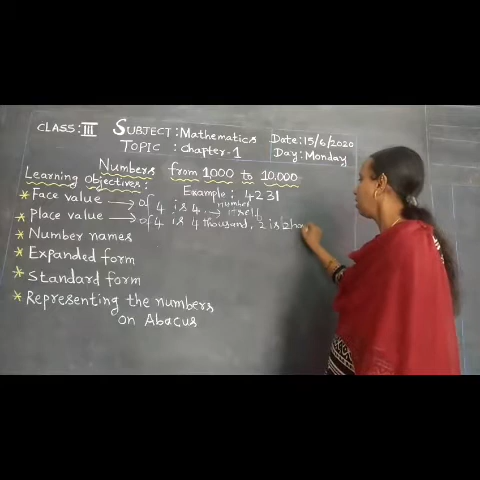 CLASS: III SUBJECT: Mathematics Date: 15/6/2020
TOPIC : Chapter-1 Day: Monday
Numbers from 1000 to 10.000
Learning objectives: Example: 4231
* Face value → of 4 is 4. → number itself
* Place value → of 4 is 4 thousand, 2 is 2 h
* Number names
* Expanded form
* Standard form
* Representing the numbers
on Abacus